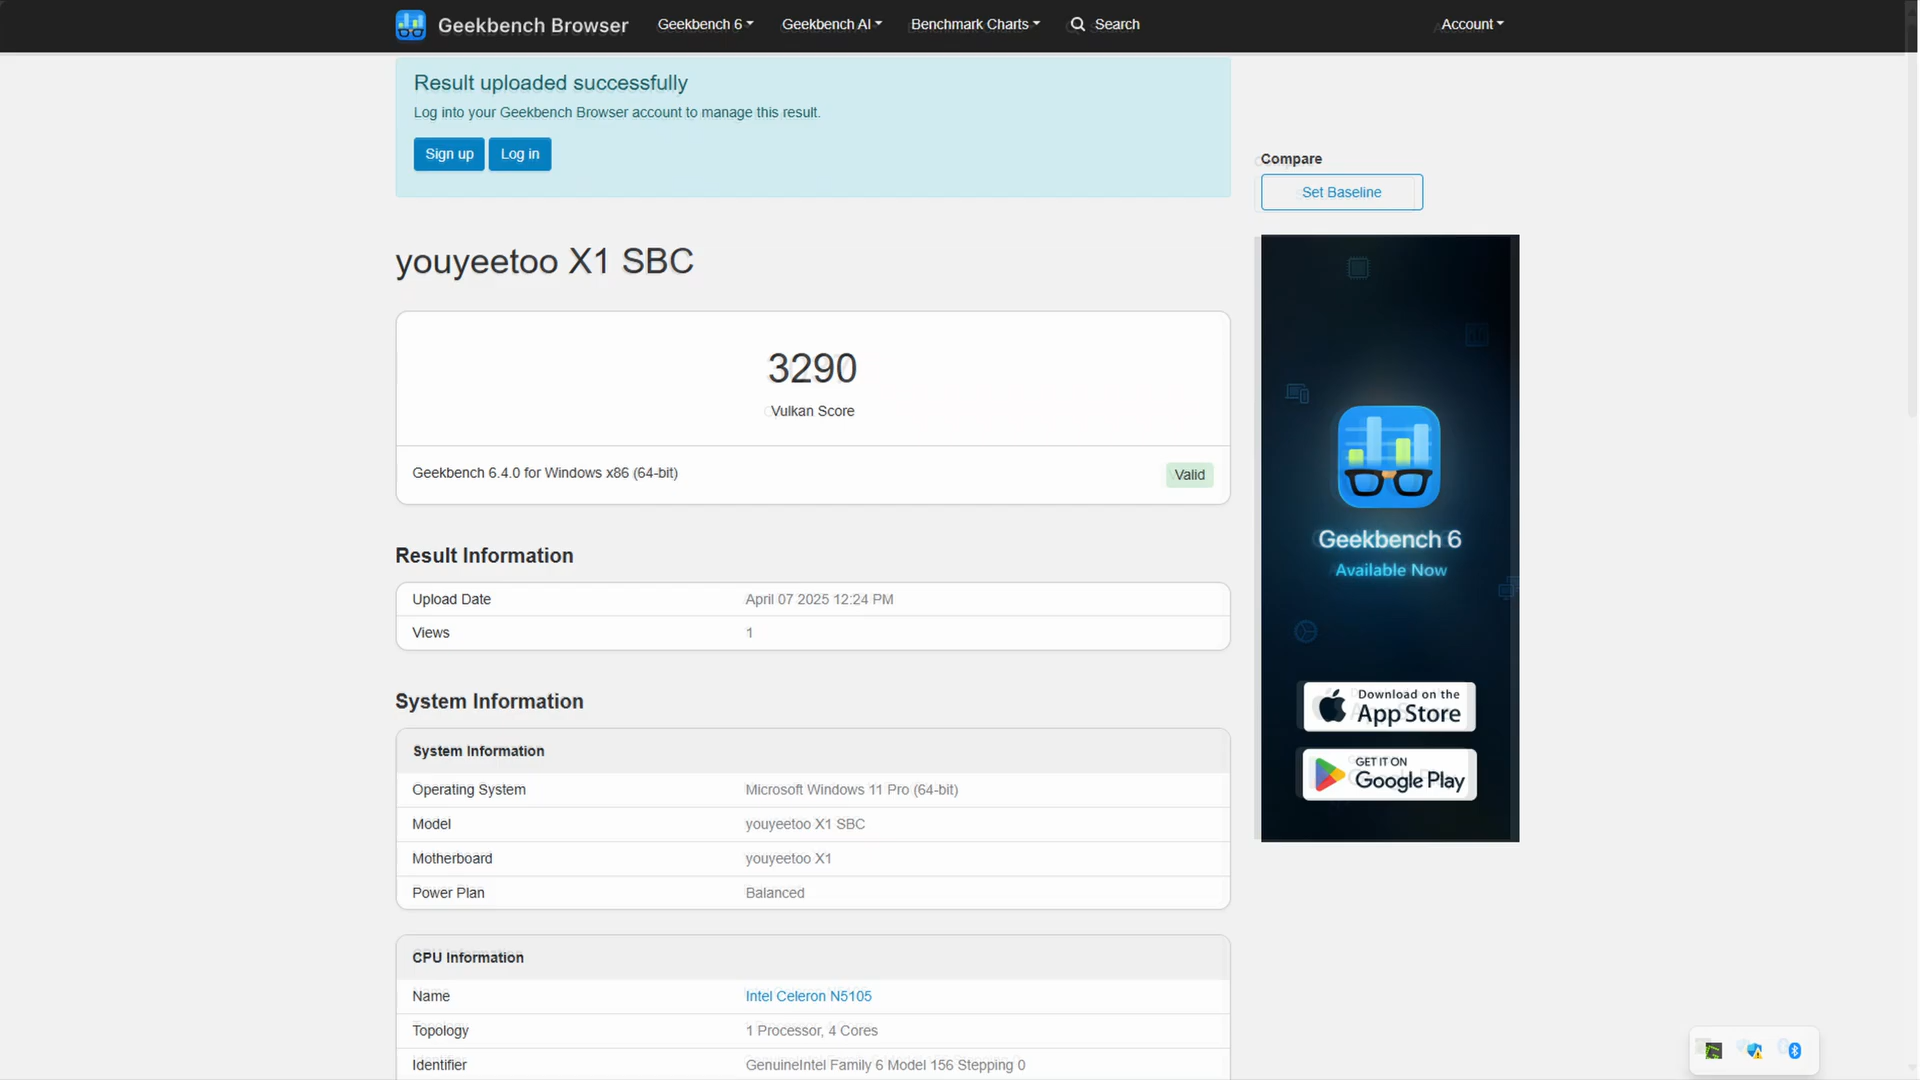 Geekbench Browser Geekbench 6 Geekbench AI Benchmark Charts Search Account
Result uploaded successfully
Log into your Geekbench Browser account to manage this result.
Sign up Log in
Compare
Set Baseline
youyeetoo X1 SBC
3290
Vulkan Score
Geekbench 6.4.0 for Windows x86 (64-bit) Valid
Result Information
Upload Date April 07 2025 12:24 PM
Views 1
System Information
System Information
Operating System Microsoft Windows 11 Pro (64-bit)
Model youyeetoo X1 SBC
Motherboard youyeetoo X1
Power Plan Balanced
CPU Information
Name Intel Celeron N5105
Topology 1 Processor, 4 Cores
Identifier GenuineIntel Family 6 Model 156 Stepping 0
Geekbench 6
Available Now
Download on the
App Store
GET IT ON
Google Play